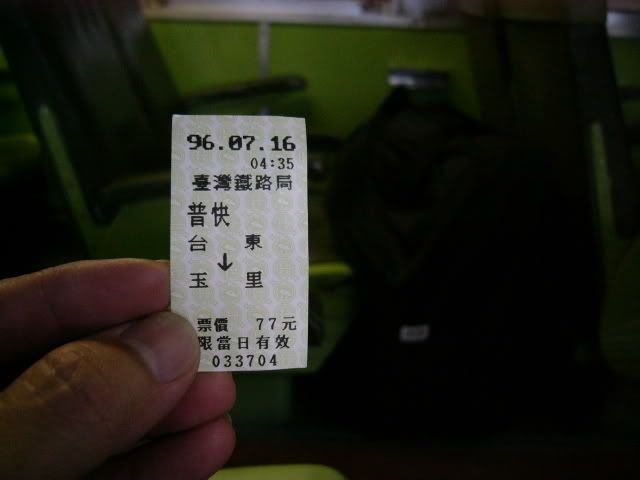 96.07.16
04:35
臺灣鐵路局
普快
台東
↓
玉里
票價 77元
限當日有效
033704